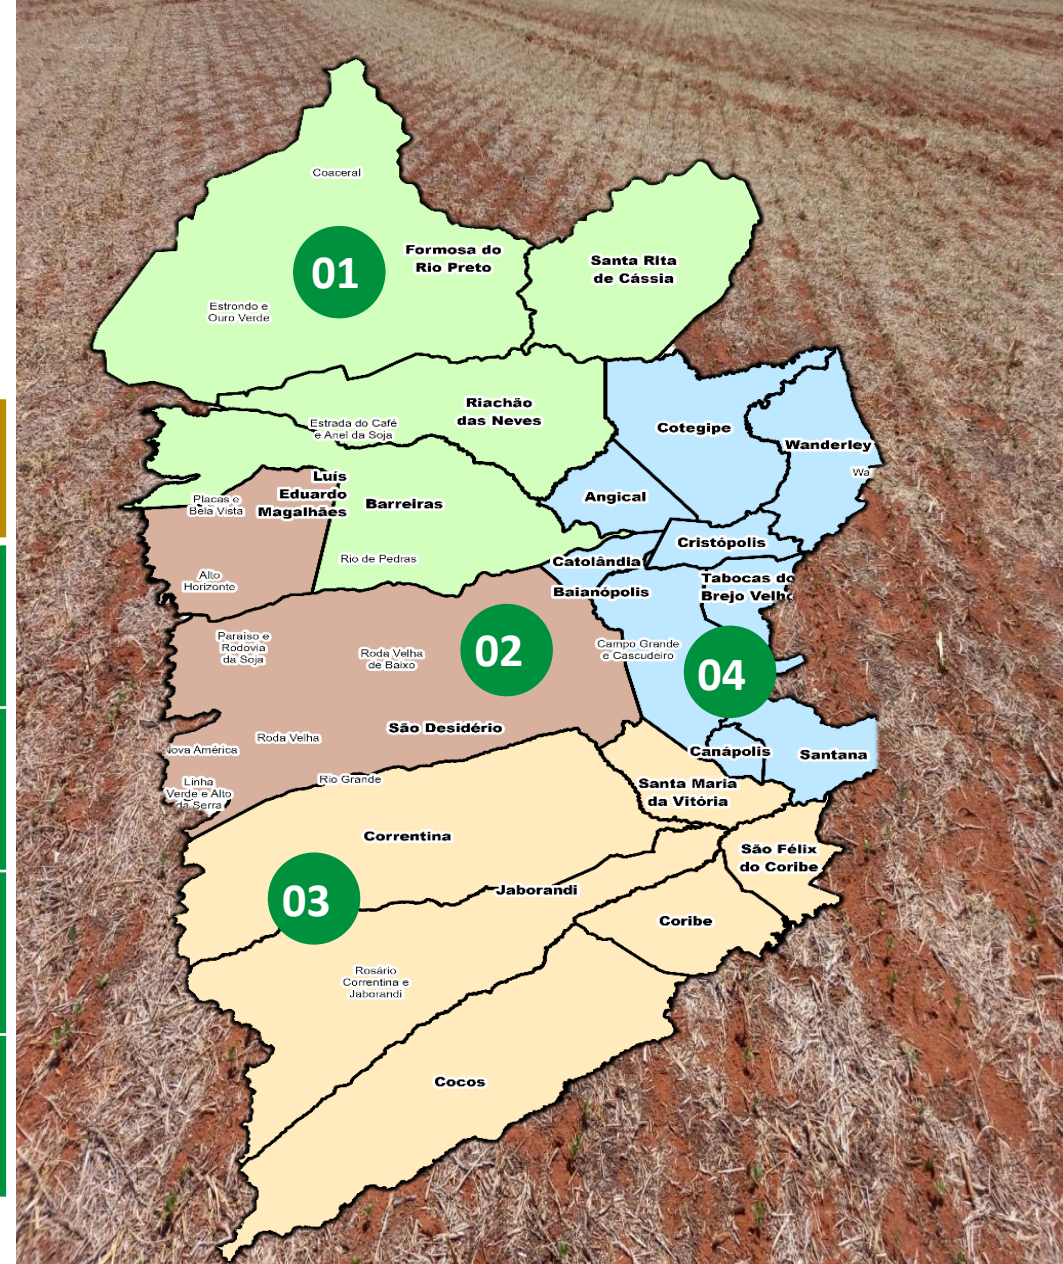 Coaceral
01
Formosa do
Rio Preto
Santa Rita
de Cássia
Estrondo e
Ouro Verde
Riachão
das Neves
Estrada do Café
e Anel da Soja
Cotegipe
Wanderley
Wa
Luís
Eduardo
Magalhães
Barreiras
Angical
Placas e
Bela Vista
Cristópolis
Rio de Pedras
Catolândia
Alto
Horizonte
Baianópolis
Tabocas do
Brejo Velho
Paraíso e
Rodovia
da Soja
Roda Velha
de Baixo
02
Campo Grande
e Cascudeiro
04
São Desidério
Roda Velha
Nova América
Canápolis
Santana
Linha
Verde e Alto
da Serra
Rio Grande
Santa Maria
da Vitória
Correntina
São Félix
do Coribe
03
Jaborandi
Coribe
Rosário
Correntina e
Jaborandi
Cocos